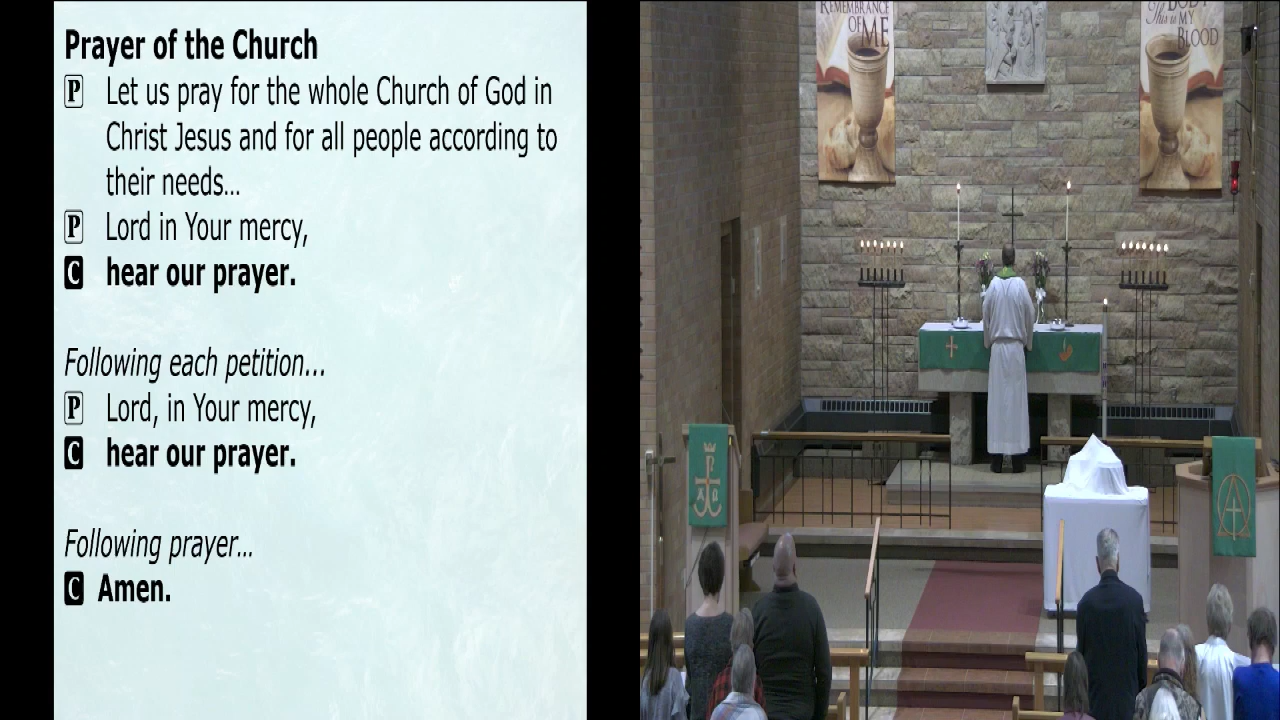 Prayer of the Church
P Let us pray for the whole Church of God in
Christ Jesus and for all people according to
their needs...
P Lord in Your mercy,
C hear our prayer.
Following each petition...
P Lord, in Your mercy,
C hear our prayer.
Following prayer...
C Amen.
REMEMBRANCE
OF ME
BODY
This is MY
BLOOD